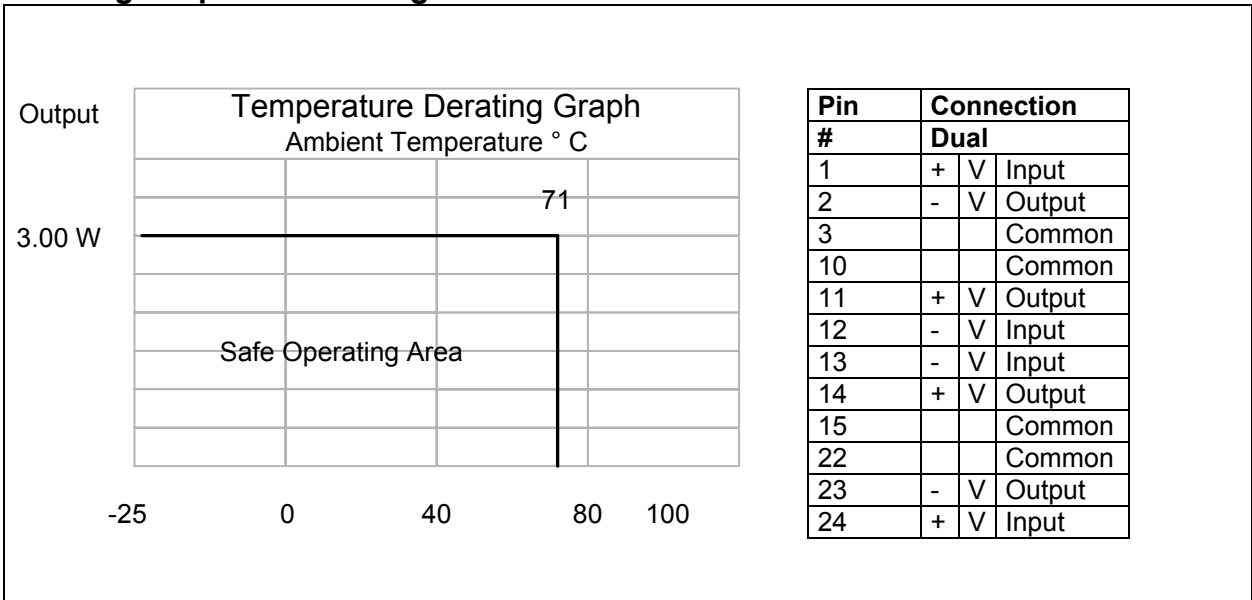 Output
Temperature Derating Graph
Ambient Temperature ° C
71
3.00 W
Safe Operating Area
-25 0 40 80 100
Pin Connection
# Dual
1 + V Input
2 - V Output
3 Common
10 Common
11 + V Output
12 - V Input
13 - V Input
14 + V Output
15 Common
22 Common
23 - V Output
24 + V Input